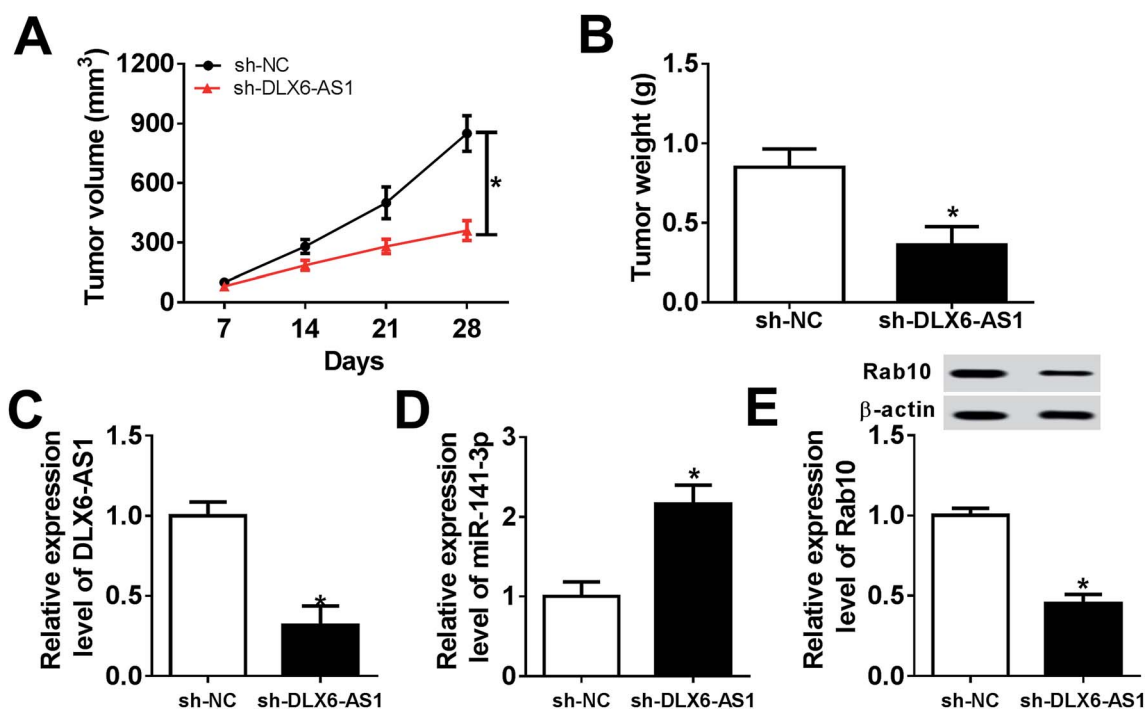 A
Tumor volume (mm3)
1200
900
600
300
0
sh-NC
sh-DLX6-AS1
*
7 14 21 28
Days
B
Tumor weight (g)
1.5
1.0
0.5
0.0
*
sh-NC sh-DLX6-AS1
C
Relative expression
level of DLX6-AS1
1.5
1.0
0.5
0.0
*
sh-NC sh-DLX6-AS1
D
Relative expression
level of miR-141-3p
3
2
1
0
*
sh-NC sh-DLX6-AS1
E
Rab10
β-actin
Relative expression
level of Rab10
1.5
1.0
0.5
0.0
*
sh-NC sh-DLX6-AS1